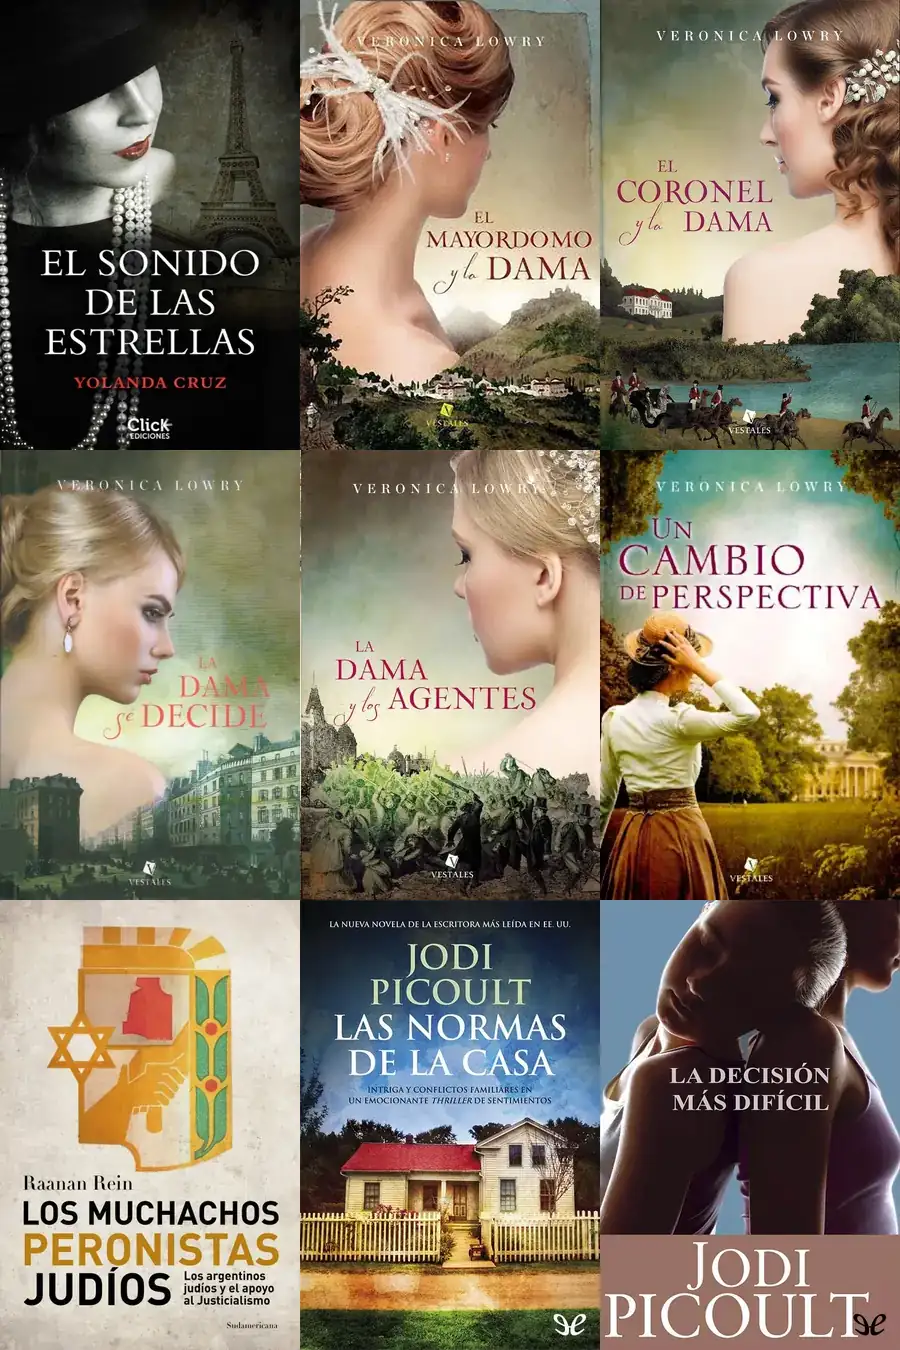 EL SONIDO
DE LAS
ESTRELLAS
YOLANDA CRUZ
Click
EDICIONES
VERONICA LOWRY
EL
MAYORDOMO
y la DAMA
VESTALES
VERONICA LOWRY
EL
CORONEL
y la DAMA
VESTALES
VERONICA LOWRY
LA
DAMA
se DECIDE
VESTALES
VERONICA LOWRY
LA
DAMA
y los AGENTES
VESTALES
VERONICA LOWRY
UN
CAMBIO
DE PERSPECTIVA
VESTALES
Raanan Rein
LOS MUCHACHOS
PERONISTAS
JUDÍOS
Los argentinos
judíos y el apoyo
al Justicialismo
Sudamericana
LA NUEVA NOVELA DE LA ESCRITORA MÁS LEÍDA EN EE. UU.
JODI
PICOULT
LAS NORMAS
DE LA CASA
INTRIGA Y CONFLICTOS FAMILIARES EN
UN EMOCIONANTE THRILLER DE SENTIMIENTOS
LA DECISIÓN
MÁS DIFÍCIL
JODI
PICOULT